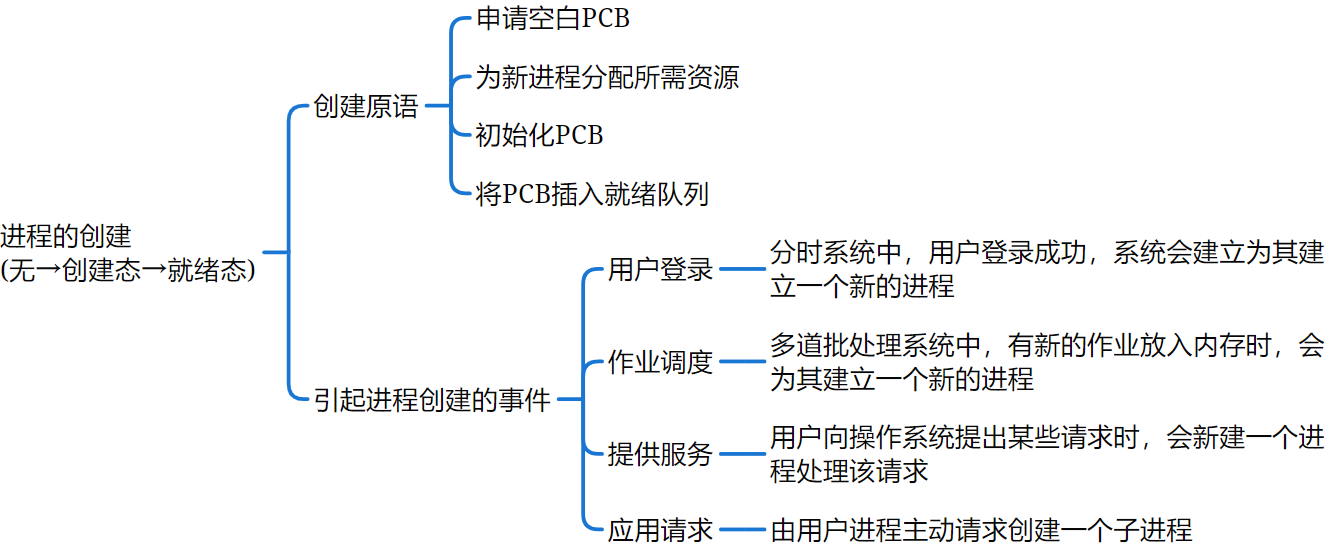 进程的创建
(无→创建态→就绪态)
创建原语
申请空白PCB
为新进程分配所需资源
初始化PCB
将PCB插入就绪队列
引起进程创建的事件
用户登录
分时系统中，用户登录成功，系统会建立为其建
立一个新的进程
作业调度
多道批处理系统中，有新的作业放入内存时，会
为其建立一个新的进程
提供服务
用户向操作系统提出某些请求时，会新建一个进
程处理该请求
应用请求
由用户进程主动请求创建一个子进程